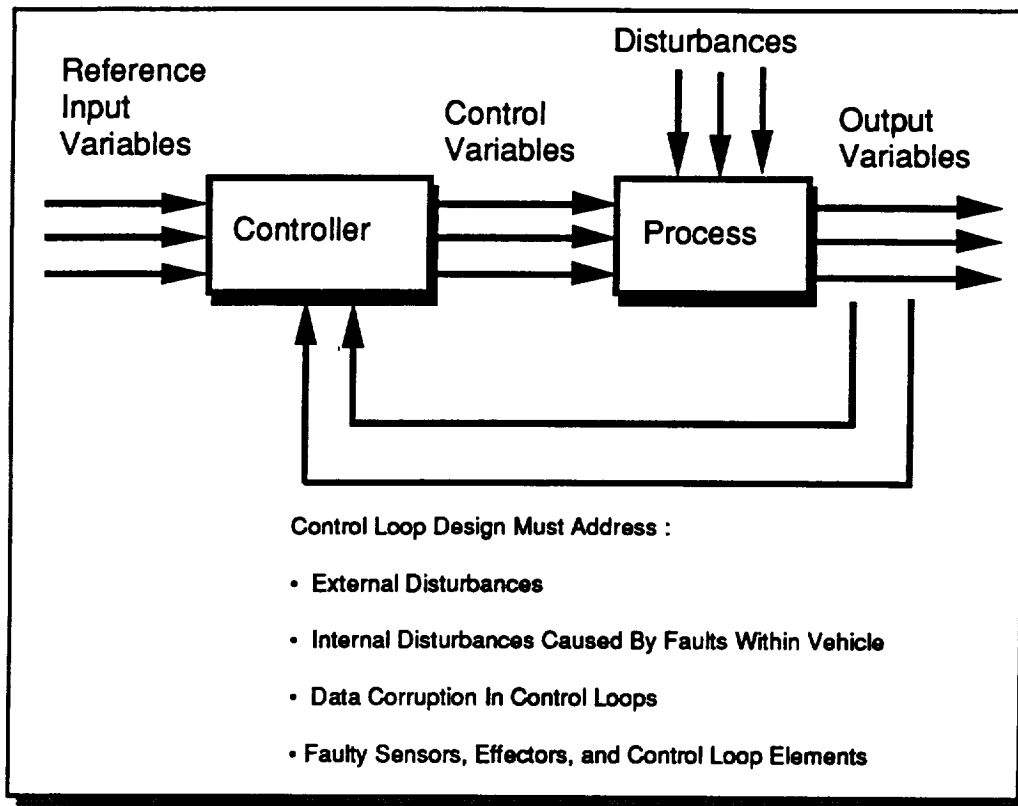 Disturbances
Reference
Input
Variables
Control
Variables
Output
Variables
Controller
Process
Control Loop Design Must Address :
• External Disturbances
• Internal Disturbances Caused By Faults Within Vehicle
• Data Corruption In Control Loops
• Faulty Sensors, Effectors, and Control Loop Elements